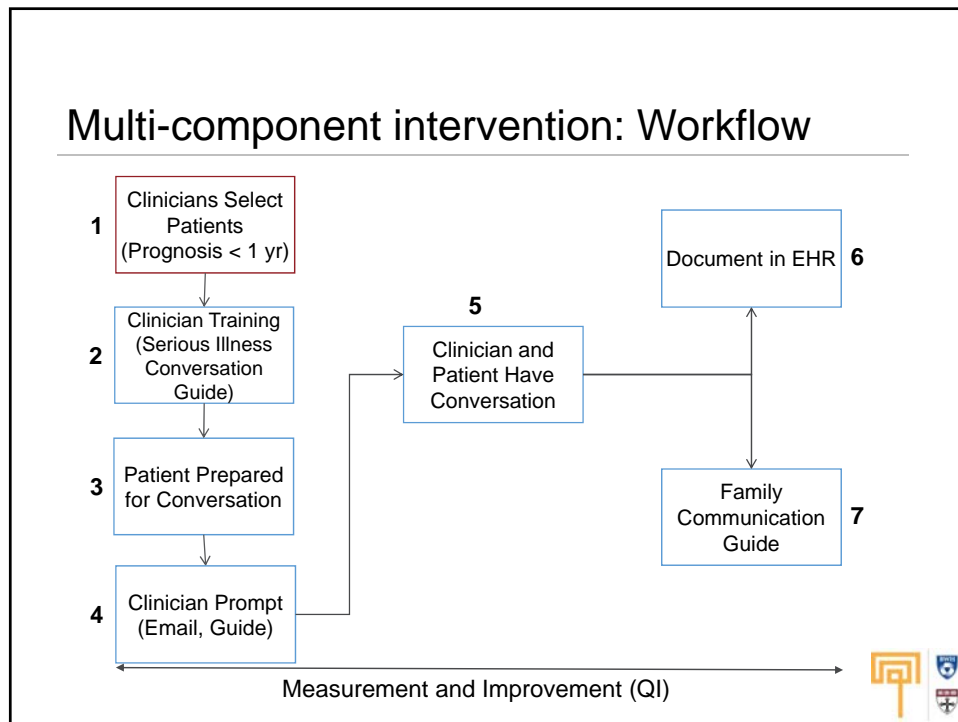 Multi-component intervention: Workflow
1
Clinicians Select
Patients
(Prognosis < 1 yr)
2
Clinician Training
(Serious Illness
Conversation
Guide)
3
Patient Prepared
for Conversation
4
Clinician Prompt
(Email, Guide)
5
Clinician and
Patient Have
Conversation
Document in EHR
6
Family
Communication
Guide
7
Measurement and Improvement (QI)